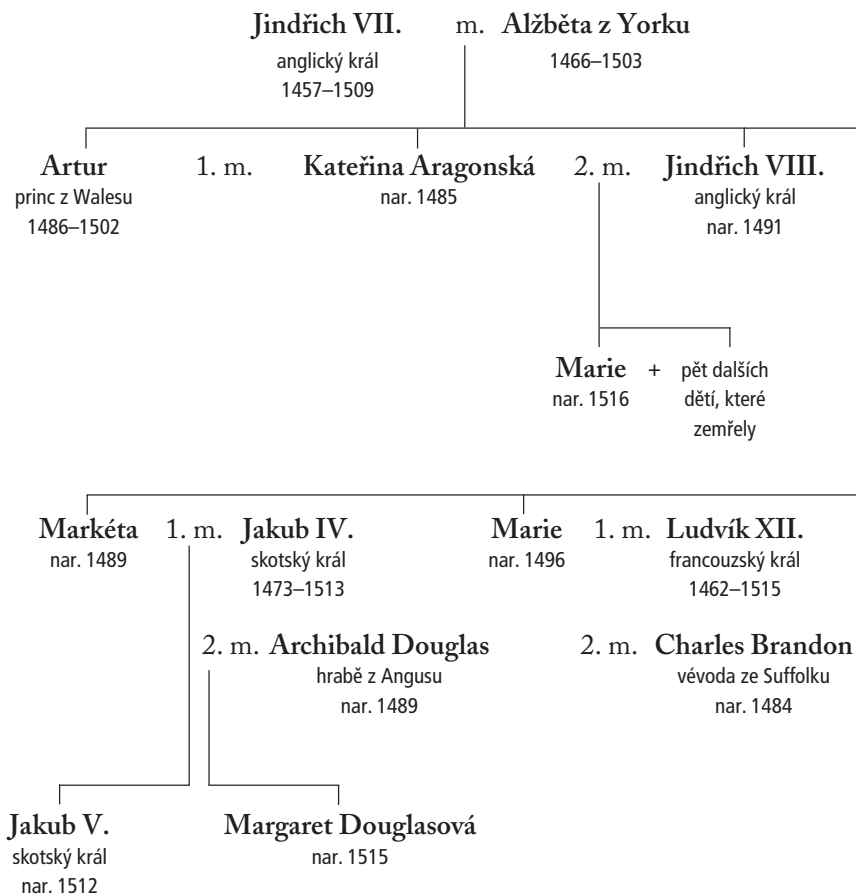 Jindřich VII. m. Alžběta z Yorku
anglický král 1466–1503
1457–1509
Artur 1. m. Kateřina Aragonská 2. m. Jindřich VIII.
princ z Walesu nar. 1485 anglický král
1486–1502 nar. 1491
Marie + pět dalších
nar. 1516 dětí, které
zemřely
Markéta 1. m. Jakub IV. Marie 1. m. Ludvík XII.
nar. 1489 skotský král nar. 1496 francouzský král
1473–1513 1462–1515
2. m. Archibald Douglas 2. m. Charles Brandon
hrabě z Angusu vévoda ze Suffolku
nar. 1489 nar. 1484
Jakub V. Margaret Douglasová
skotský král nar. 1515
nar. 1512